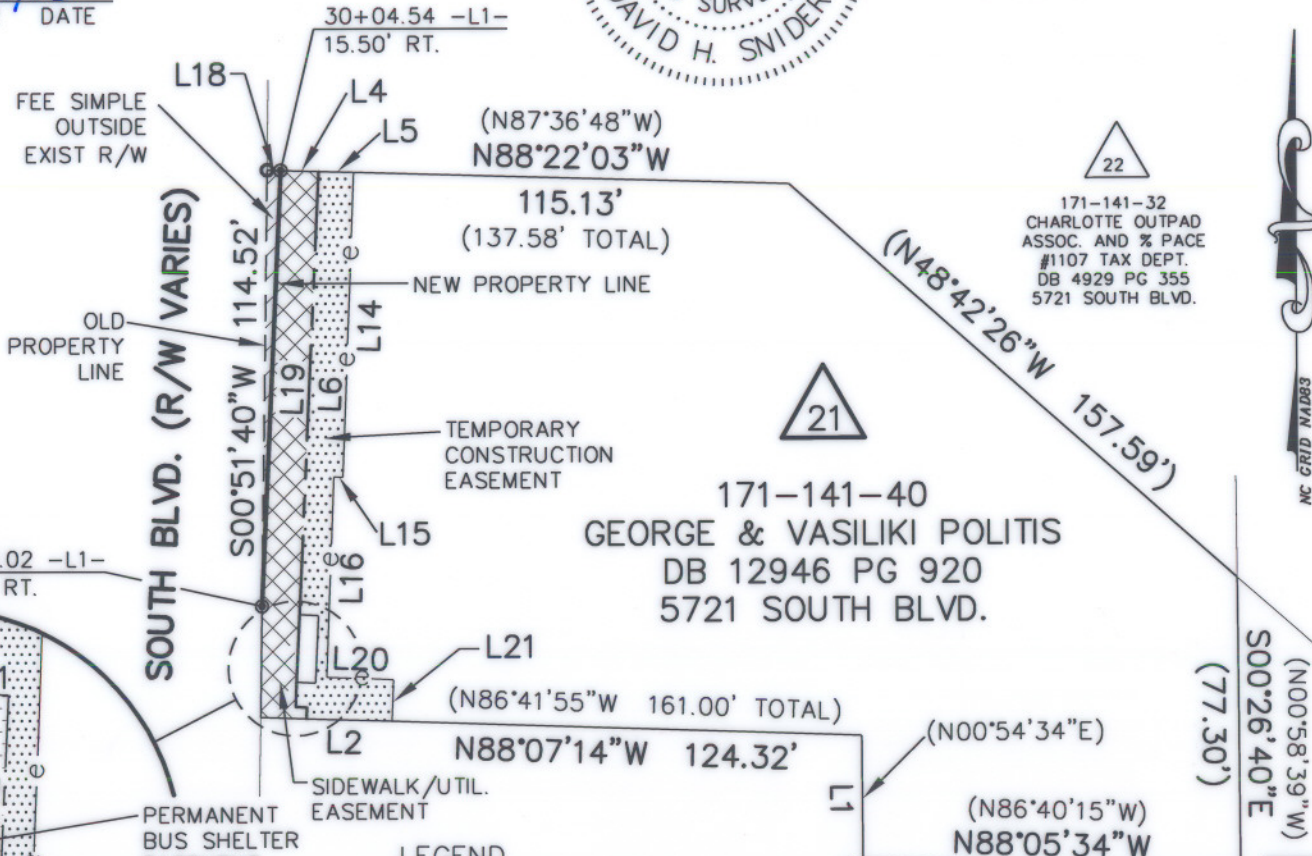 DATE
30+04.54 -L1-
15.50' RT.
SURVE
DAVID H. SNIDER
L18
L4
L5
FEE SIMPLE
OUTSIDE
EXIST R/W
(N87°36'48"W)
N88°22'03"W
115.13'
(137.58' TOTAL)
NEW PROPERTY LINE
22
171-141-32
CHARLOTTE OUTPAD
ASSOC. AND % PACE
#1107 TAX DEPT.
DB 4929 PG 355
5721 SOUTH BLVD.
(N48°42'26"W 157.59')
NC GRID NAD83
OLD
PROPERTY
LINE
SOUTH BLVD. (R/W VARIES)
S00°51'40"W 114.52'
L19
L6
e
L14
e
TEMPORARY
CONSTRUCTION
EASEMENT
21
171-141-40
GEORGE & VASILIKI POLITIS
DB 12946 PG 920
5721 SOUTH BLVD.
L15
e
L16
.02 -L1-
RT.
L20
e
L21
(N86°41'55"W 161.00' TOTAL)
N88°07'14"W 124.32'
L2
(N00°54'34"E)
L1
S00°26'40"E
(77.30')
(N00°58'39"W)
SIDEWALK/UTIL.
EASEMENT
e
PERMANENT
BUS SHELTER
(N86°40'15"W)
N88°05'34"W
LEGEND